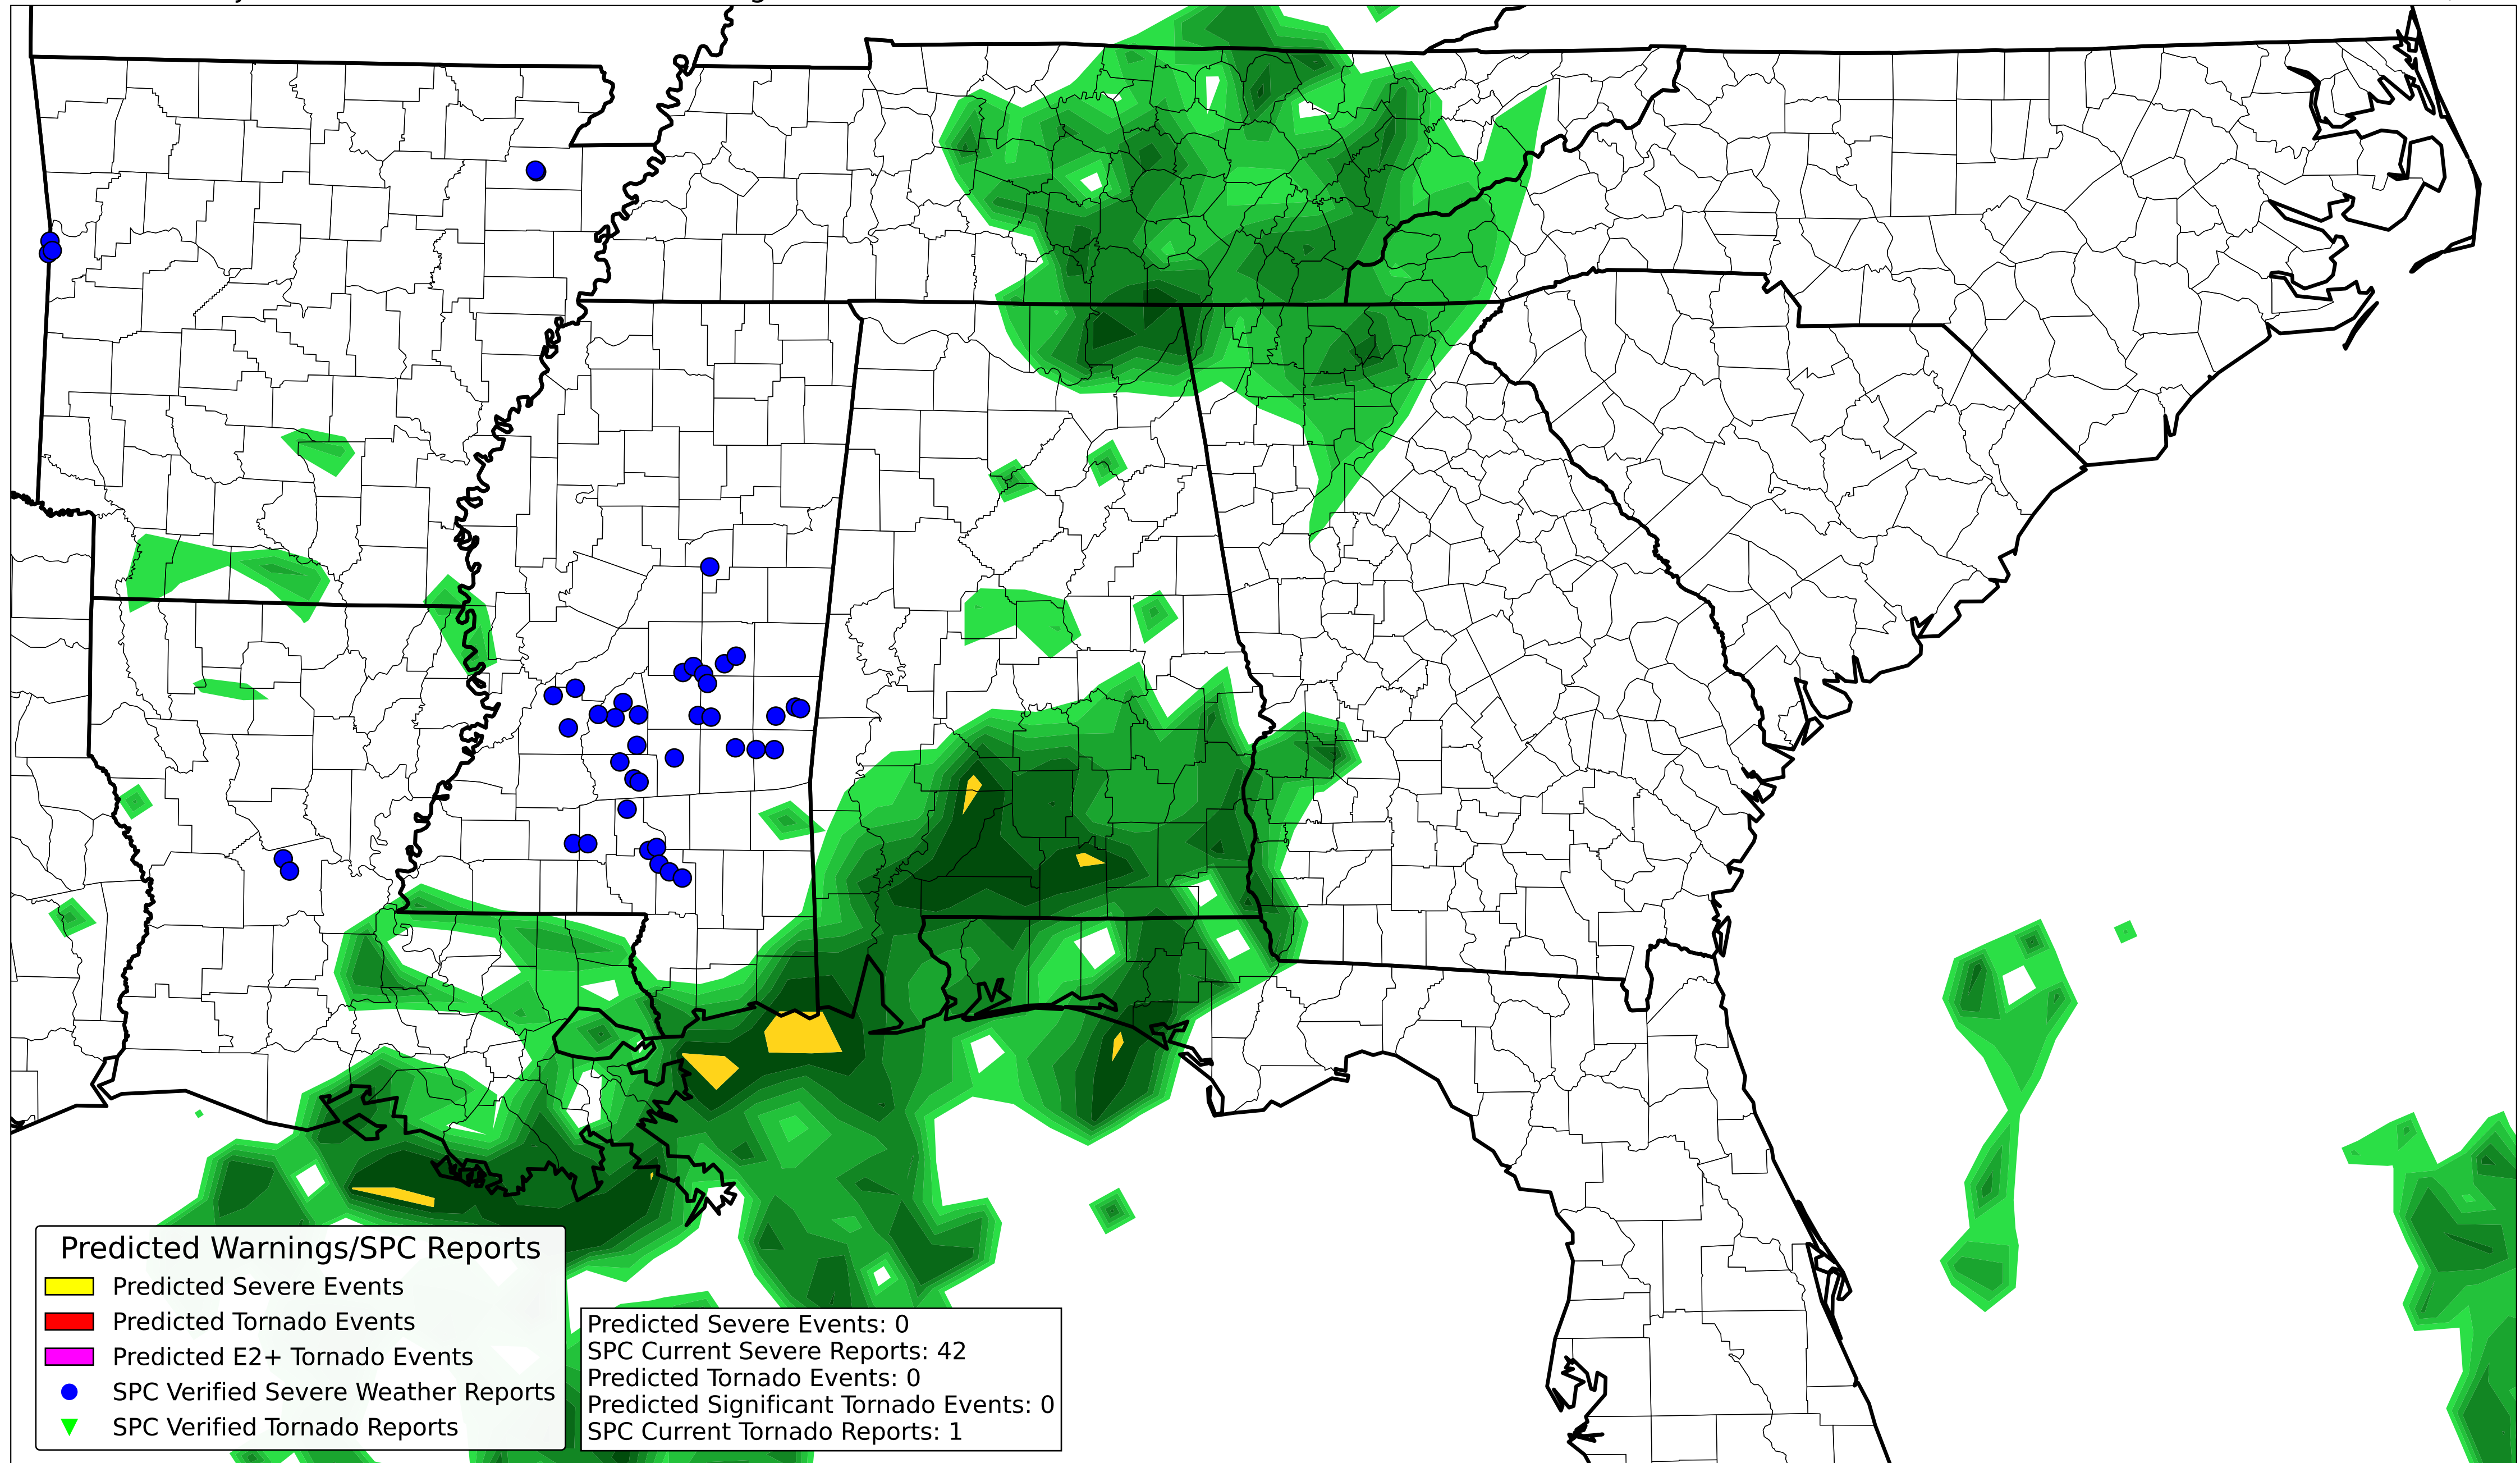 Predicted Warnings/SPC Reports
Predicted Severe Events
Predicted Tornado Events
Predicted E2+ Tornado Events
SPC Verified Severe Weather Reports
SPC Verified Tornado Reports
Predicted Severe Events: 0
SPC Current Severe Reports: 42
Predicted Tornado Events: 0
Predicted Significant Tornado Events: 0
SPC Current Tornado Reports: 1